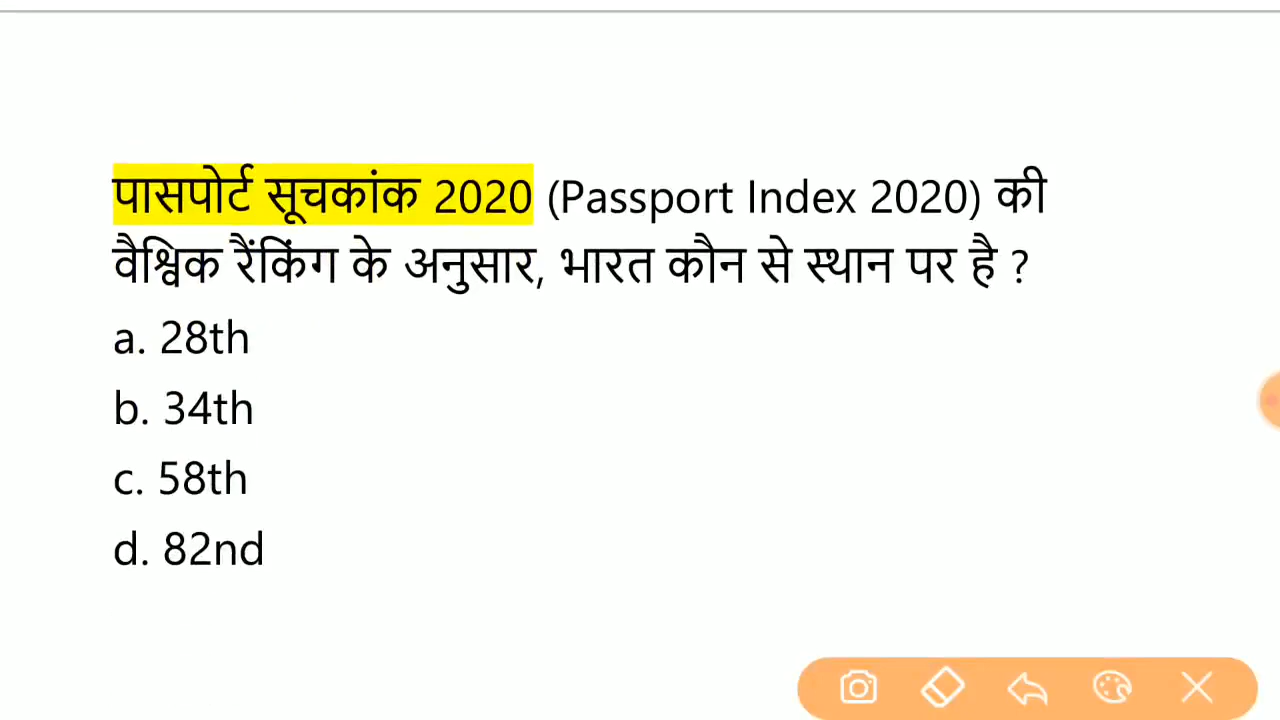 पासपोर्ट सूचकांक 2020 (Passport Index 2020) की
वैश्विक रैंकिंग के अनुसार, भारत कौन से स्थान पर है ?
a. 28th
b. 34th
c. 58th
d. 82nd